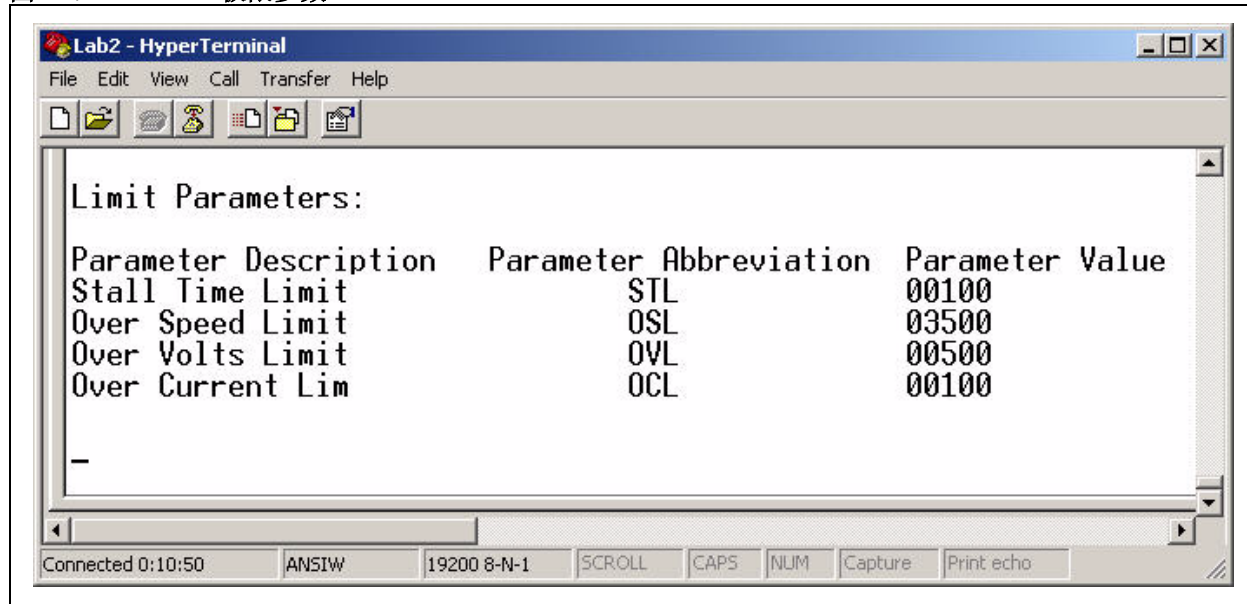 Lab2 - HyperTerminal
File Edit View Call Transfer Help
Limit Parameters:
Parameter Description Parameter Abbreviation Parameter Value
Stall Time Limit STL 00100
Over Speed Limit OSL 03500
Over Volts Limit OVL 00500
Over Current Lim OCL 00100
_
Connected 0:10:50 ANSIW 19200 8-N-1 SCROLL CAPS NUM Capture Print echo